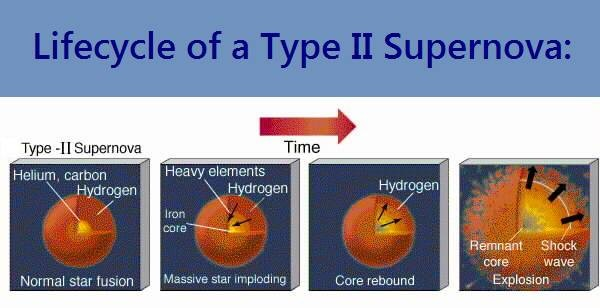 Lifecycle of a Type II Supernova:
Type -II Supernova
Time
Helium, carbon
Hydrogen
Normal star fusion
Heavy elements
Hydrogen
Iron
core
Massive star imploding
Hydrogen
Core rebound
Remnant
core
Shock
wave
Explosion